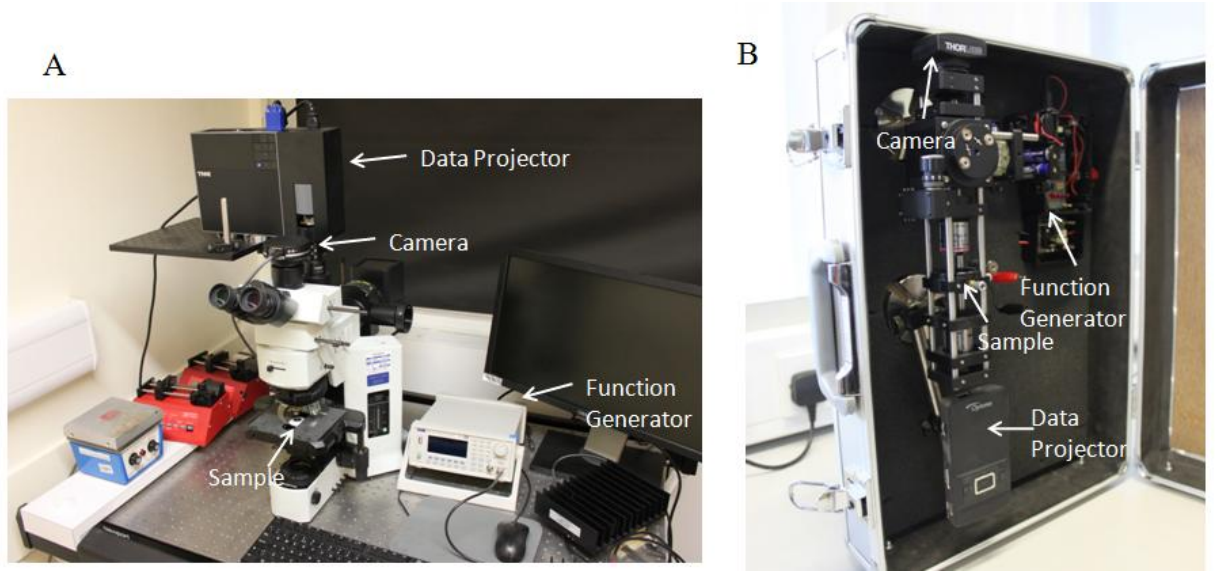 A
B
Data Projector
Camera
Function
Generator
Sample
THORLABS
Camera
Function
Generator
Sample
Data
Projector